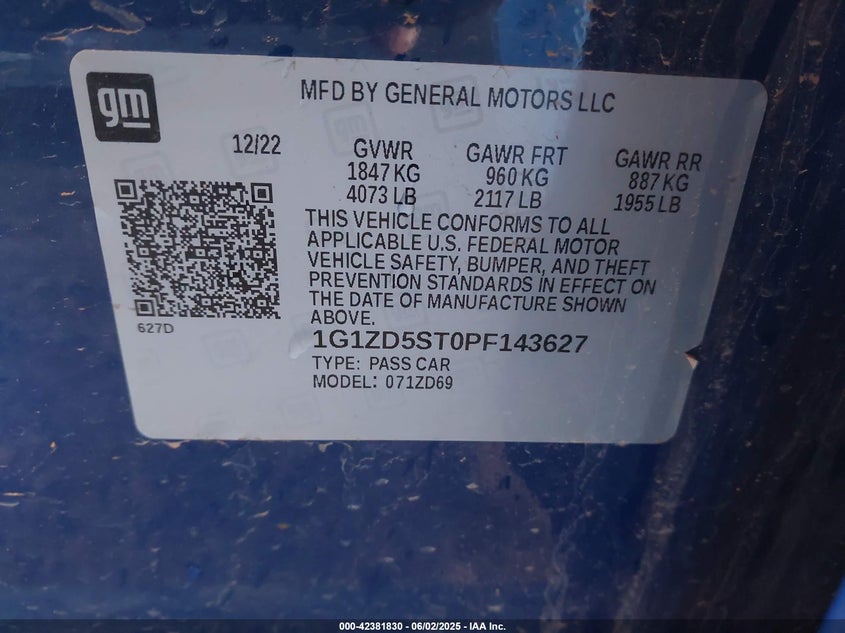 gm
MFD BY GENERAL MOTORS LLC
12/22 GVWR GAWR FRT GAWR RR
1847 KG 960 KG 887 KG
4073 LB 2117 LB 1955 LB
THIS VEHICLE CONFORMS TO ALL
APPLICABLE U.S. FEDERAL MOTOR
VEHICLE SAFETY, BUMPER, AND THEFT
PREVENTION STANDARDS IN EFFECT ON
THE DATE OF MANUFACTURE SHOWN
ABOVE.
627D
1G1ZD5ST0PF143627
TYPE: PASS CAR
MODEL: 071ZD69
000-42381830 - 06/02/2025 - IAA Inc.